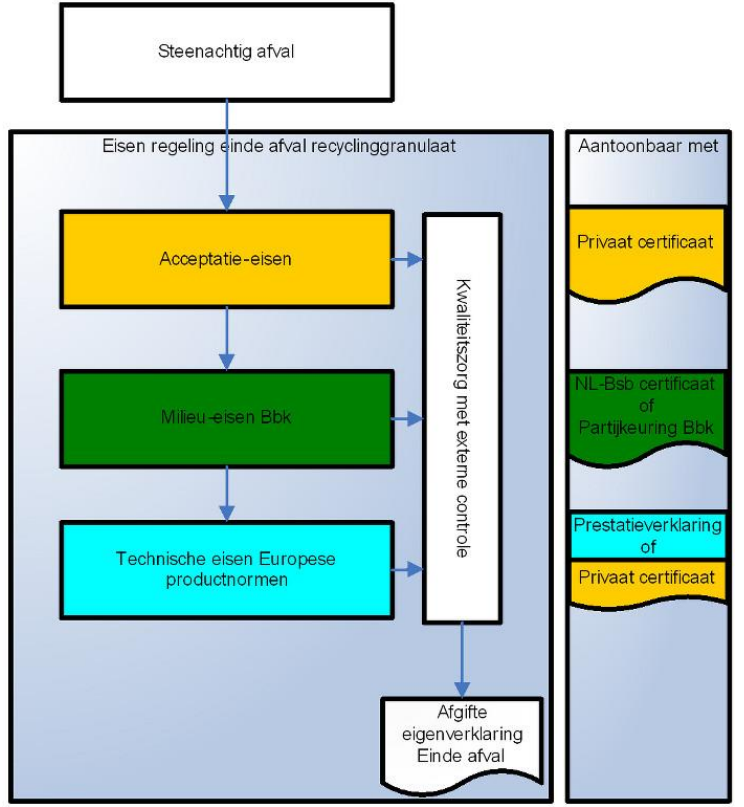 Steenachtig afval
Eisen regeling einde afval recyclinggranulaat
Acceptatie-eisen
Milieu-eisen Bbk
Technische eisen Europese
productnormen
Kwaliteitszorg met externe controle
Afgifte
eigenverklaring
Einde afval
Aantoonbaar met
Privaat certificaat
NL-Bsb certificaat
of
Partijkeuring Bbk
Prestatieverklaring
of
Privaat certificaat